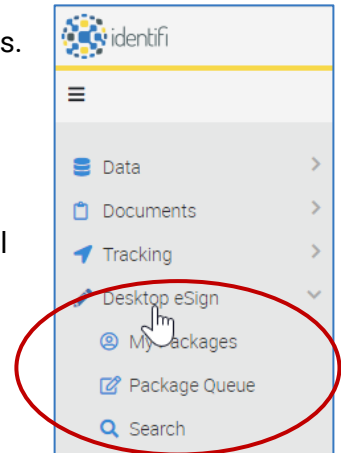 s.
identifi
Data
Documents
l
Tracking
Desktop eSign
My Packages
Package Queue
Search